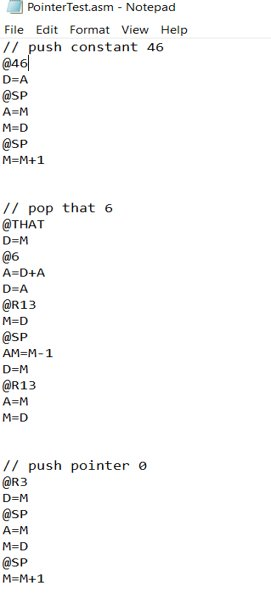 PointerTest.asm - Notepad
File Edit Format View Help
// push constant 46
@46
D=A
@SP
A=M
M=D
@SP
M=M+1
// pop that 6
@THAT
D=M
@6
A=D+A
D=A
@R13
M=D
@SP
AM=M-1
D=M
@R13
A=M
M=D
// push pointer 0
@R3
D=M
@SP
A=M
M=D
@SP
M=M+1